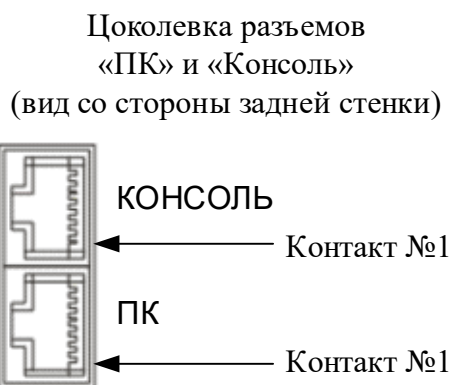 Цоколевка разъемов
«ПК» и «Консоль»
(вид со стороны задней стенки)
КОНСОЛЬ
Контакт №1
ПК
Контакт №1